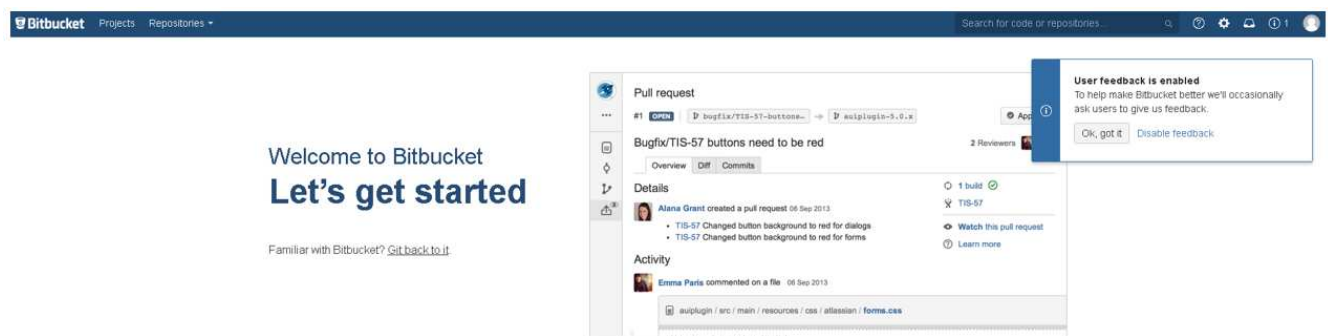 Bitbucket Projects Repositories
Search for code or repositories...
1
Welcome to Bitbucket
Let's get started
Familiar with Bitbucket? Git back to it.
Pull request
#1 OPEN bugfix/TIS-57-buttons… auiplugin-5.0.x App
Bugfix/TIS-57 buttons need to be red
2 Reviewers
Overview Diff Commits
Details
Alana Grant created a pull request 06 Sep 2013
TIS-57 Changed button background to red for dialogs
TIS-57 Changed button background to red for forms
1 build
TIS-57
Watch this pull request
Learn more
Activity
Emma Paris commented on a file 06 Sep 2013
auiplugin / src / main / resources / css / atlassian / forms.css
User feedback is enabled
To help make Bitbucket better we'll occasionally
ask users to give us feedback.
Ok, got it Disable feedback